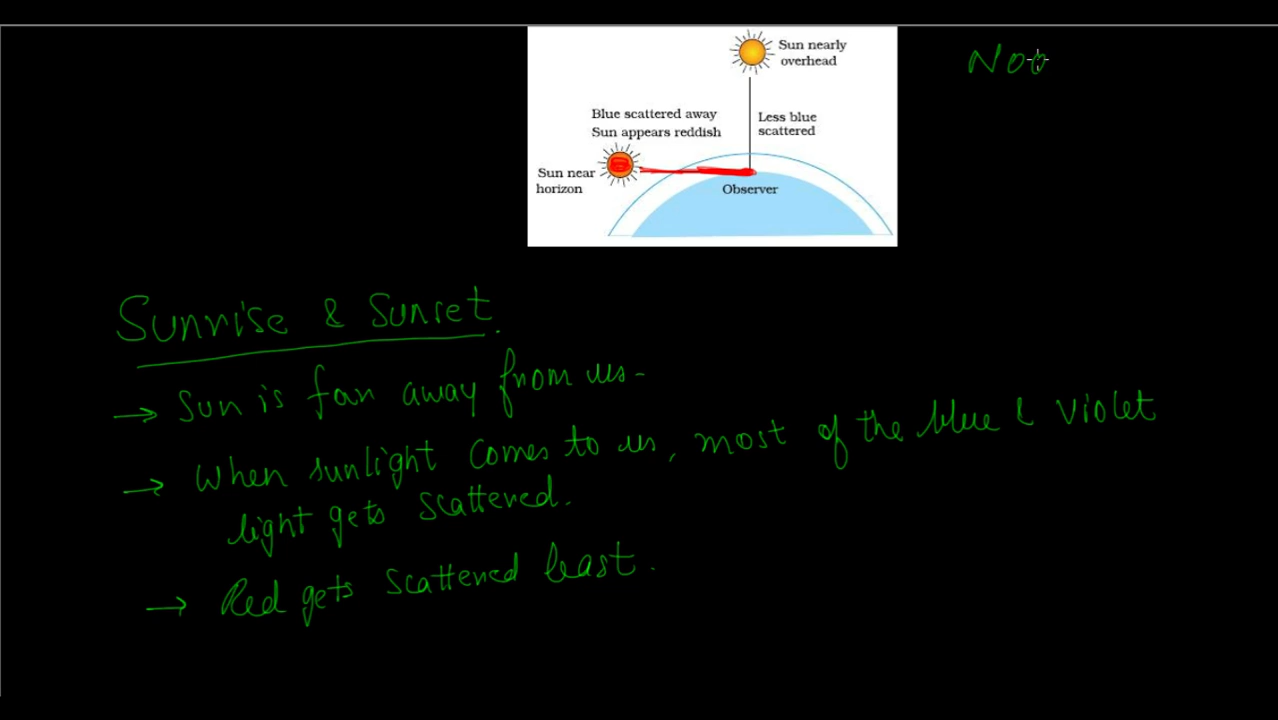 Sun nearly
overhead
Noo
Blue scattered away
Sun appears reddish
Less blue
scattered
Sun near
horizon
Observer
Sunrise & Sunset.
→ Sun is far away from us.
→ When sunlight comes to us, most of the blue & violet
light gets scattered.
→ Red gets scattered least.